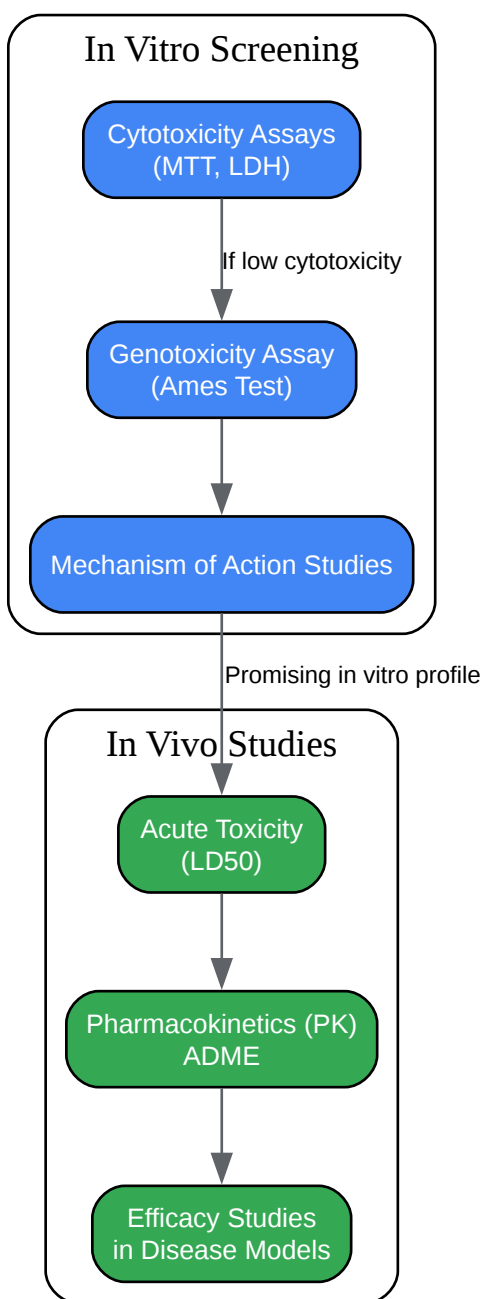 In Vitro Screening
Cytotoxicity Assays
(MTT, LDH)
If low cytotoxicity
Genotoxicity Assay
(Ames Test)
Mechanism of Action Studies
Promising in vitro profile
In Vivo Studies
Acute Toxicity
(LD50)
Pharmacokinetics (PK)
ADME
Efficacy Studies
in Disease Models